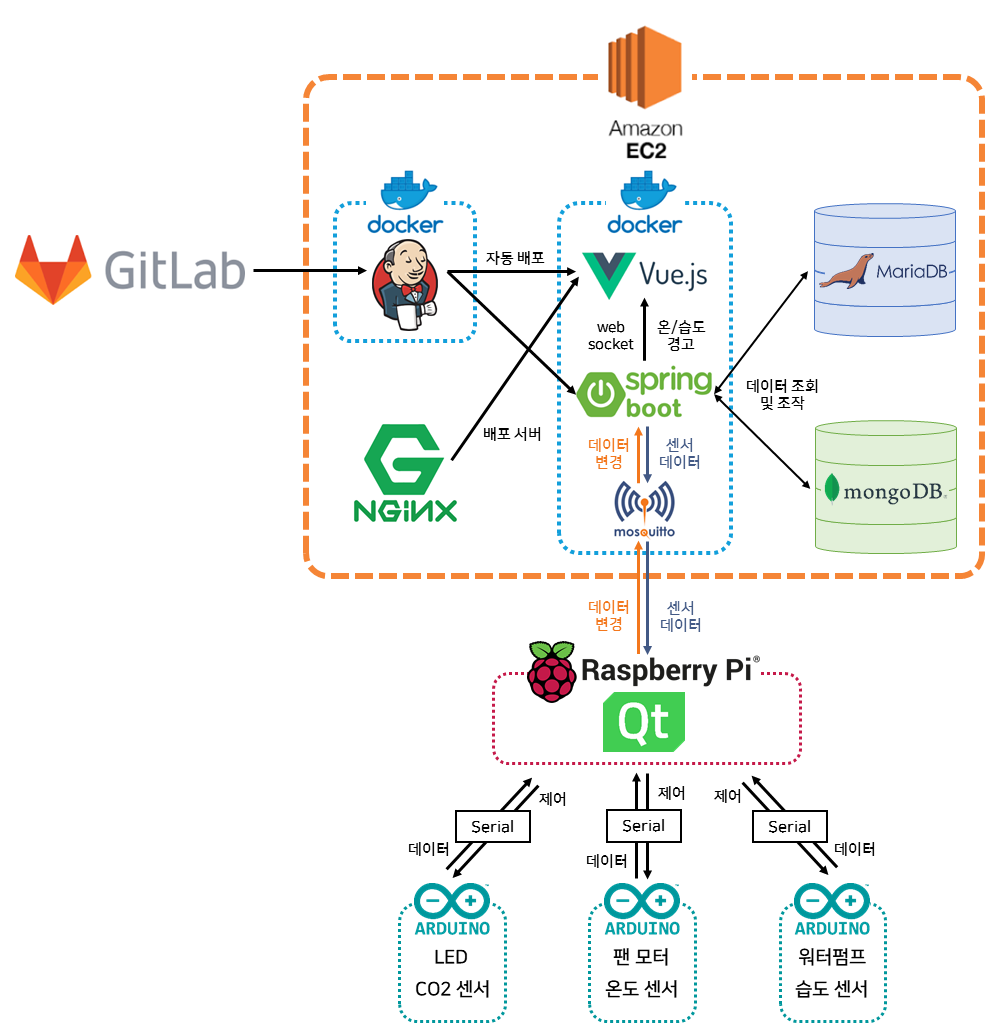 Amazon
EC2
docker
docker
GitLab
자동 배포
Vue.js
MariaDB
web
socket
온/습도
경고
spring
boot
데이터 조회
및 조작
배포 서버
NGiNX
데이터
변경
센서
데이터
mongoDB®
mosquitto
데이터
변경
센서
데이터
Raspberry Pi®
Qt
제어
Serial
데이터
제어
Serial
데이터
제어
Serial
데이터
ARDUINO
LED
CO2 센서
ARDUINO
팬 모터
온도 센서
ARDUINO
워터펌프
습도 센서